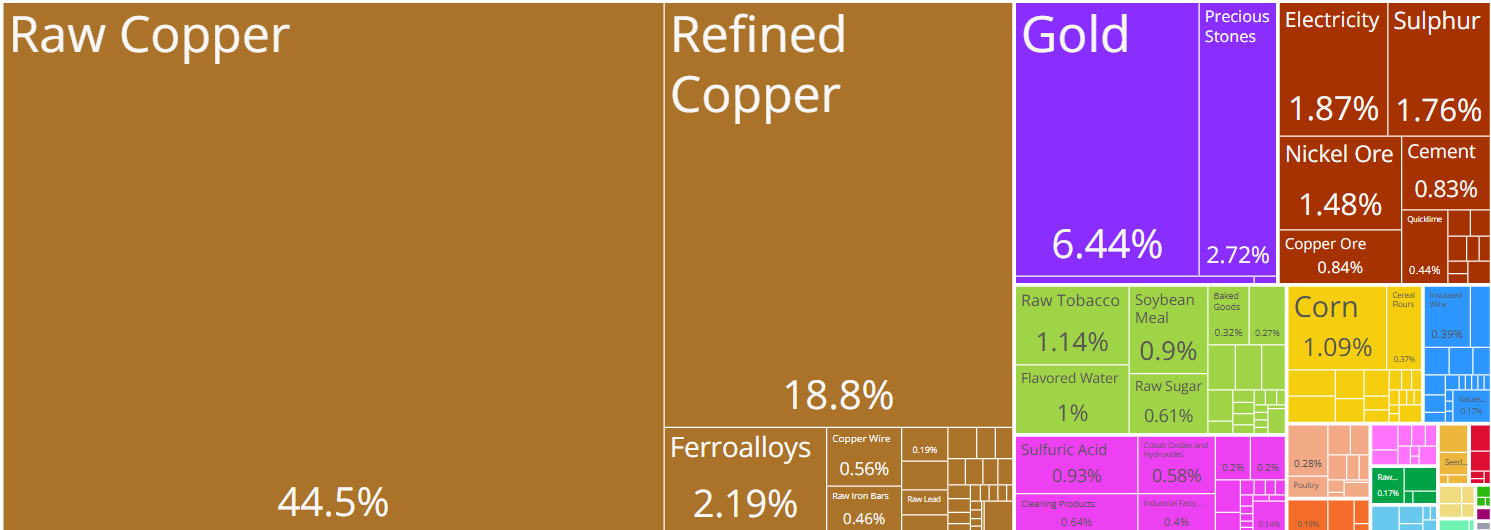 Raw Copper
44.5%
Refined
Copper
18.8%
Ferroalloys
2.19%
Copper Wire
0.56%
Raw Iron Bars
0.46%
0.19%
Raw Lead
Gold
6.44%
Precious
Stones
2.72%
Electricity
1.87%
Sulphur
1.76%
Nickel Ore
1.48%
Cement
0.83%
Copper Ore
0.84%
Quicklime
0.44%
Raw Tobacco
1.14%
Soybean
Meal
0.9%
Baked
Goods
0.32%
0.27%
Flavored Water
1%
Raw Sugar
0.61%
Corn
1.09%
Cereal
Flours
0.37%
Insulated
Wire
0.39%
Values...
0.17%
Sulfuric Acid
0.93%
Cobalt Oxides and
Hydroxides
0.58%
0.2%
0.2%
Cleaning Products
0.64%
Industrial Fatty...
0.4%
0.14%
0.28%
Poultry
0.19%
Raw...
0.17%
Seed...